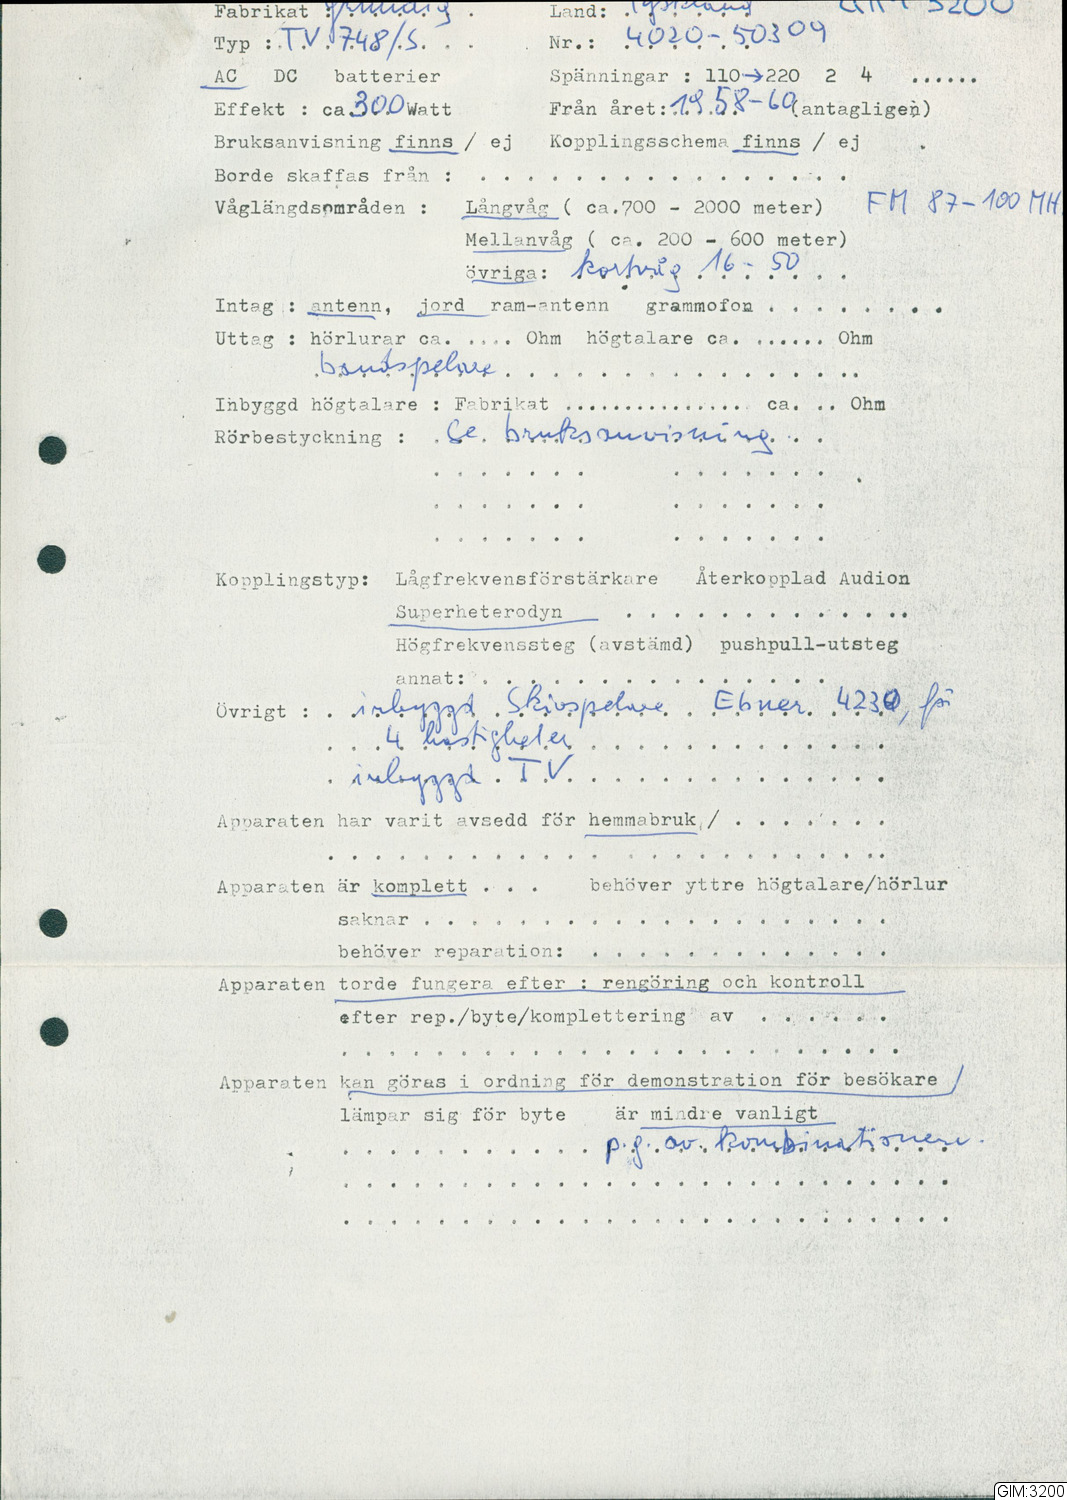 Fabrikat : Grundig . Land: . Tyskland GIM 3200
Typ : TV 748/S. . . . Nr.: 4020-50309
AC DC batterier Spänningar : 110→220 2 4 ......
Effekt : ca 300 Watt Från året: 1958-60 (antagligen)
Bruksanvisning finns / ej Kopplingsschema finns / ej
Borde skaffas från : . . . . . . . . . . . . . . . .
Våglängdsområden : Långvåg ( ca.700 - 2000 meter) FM 87-100 MH
Mellanvåg ( ca. 200 - 600 meter)
övriga: kortvåg 16-50 . .
Intag : antenn, jord ram-antenn grammofon . . . . . . . .
Uttag : hörlurar ca. .... Ohm högtalare ca. ...... Ohm
bandspelare . . . . . . . . . . . . . . . .
Inbyggd högtalare : Fabrikat ................ ca. .. Ohm
Rörbestyckning : . Se bruksanvisning . .
. . . . . . . . . . . . . .
. . . . . . . . . . . . . .
. . . . . . . . . . . . . .
Kopplingstyp: Lågfrekvensförstärkare Återkopplad Audion
Superheterodyn . . . . . . . . . . . . . .
Högfrekvenssteg (avstämd) pushpull-utsteg
annat: . . . . . . . . . . . . . . . .
Övrigt : . inbyggd Skivspelare Ebner 4230, för
. . . 4 hastigheter . . . . . . . . . . . . .
. inbyggd . TV . . . . . . . . . . . . . .
Apparaten har varit avsedd för hemmabruk / . . . . . . .
. . . . . . . . . . . . . . . . . . . . . . . .
Apparaten är komplett . . . behöver yttre högtalare/hörlur
saknar . . . . . . . . . . . . . . . . . . . .
behöver reparation: . . . . . . . . . . .
Apparaten torde fungera efter : rengöring och kontroll
efter rep./byte/komplettering av . . . . . .
. . . . . . . . . . . . . . . . . . . . . . . .
Apparaten kan göras i ordning för demonstration för besökare /
lämpar sig för byte är mindre vanligt
. . . . . . . . . . . p.g. av. kombinationen.
. . . . . . . . . . . . . . . . . . . . . . . . . .
. . . . . . . . . . . . . . . . . . . . . . . . . .
GIM:3200